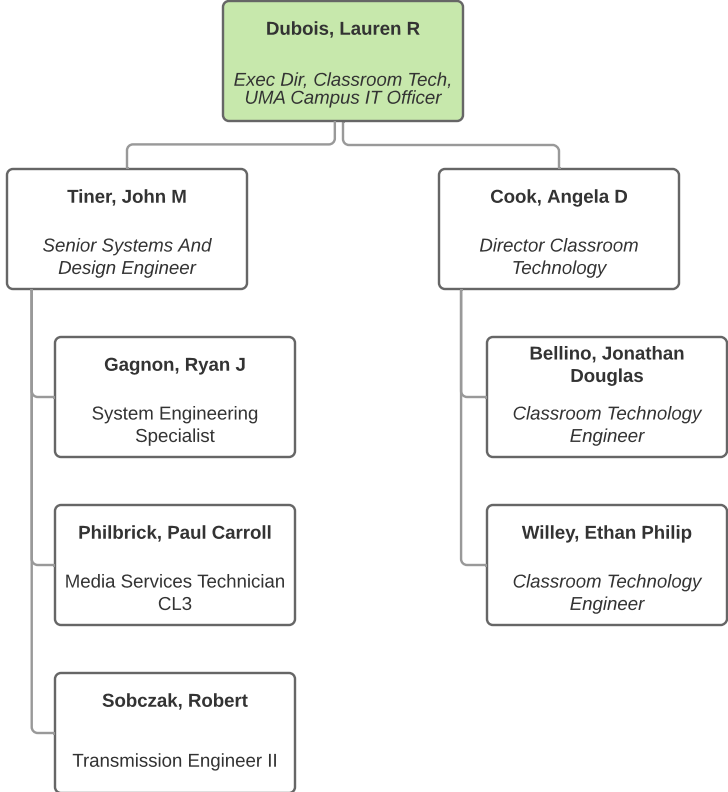 Dubois, Lauren R
Exec Dir, Classroom Tech,
UMA Campus IT Officer
Tiner, John M
Senior Systems And
Design Engineer
Cook, Angela D
Director Classroom
Technology
Gagnon, Ryan J
System Engineering
Specialist
Bellino, Jonathan
Douglas
Classroom Technology
Engineer
Philbrick, Paul Carroll
Media Services Technician
CL3
Willey, Ethan Philip
Classroom Technology
Engineer
Sobczak, Robert
Transmission Engineer II